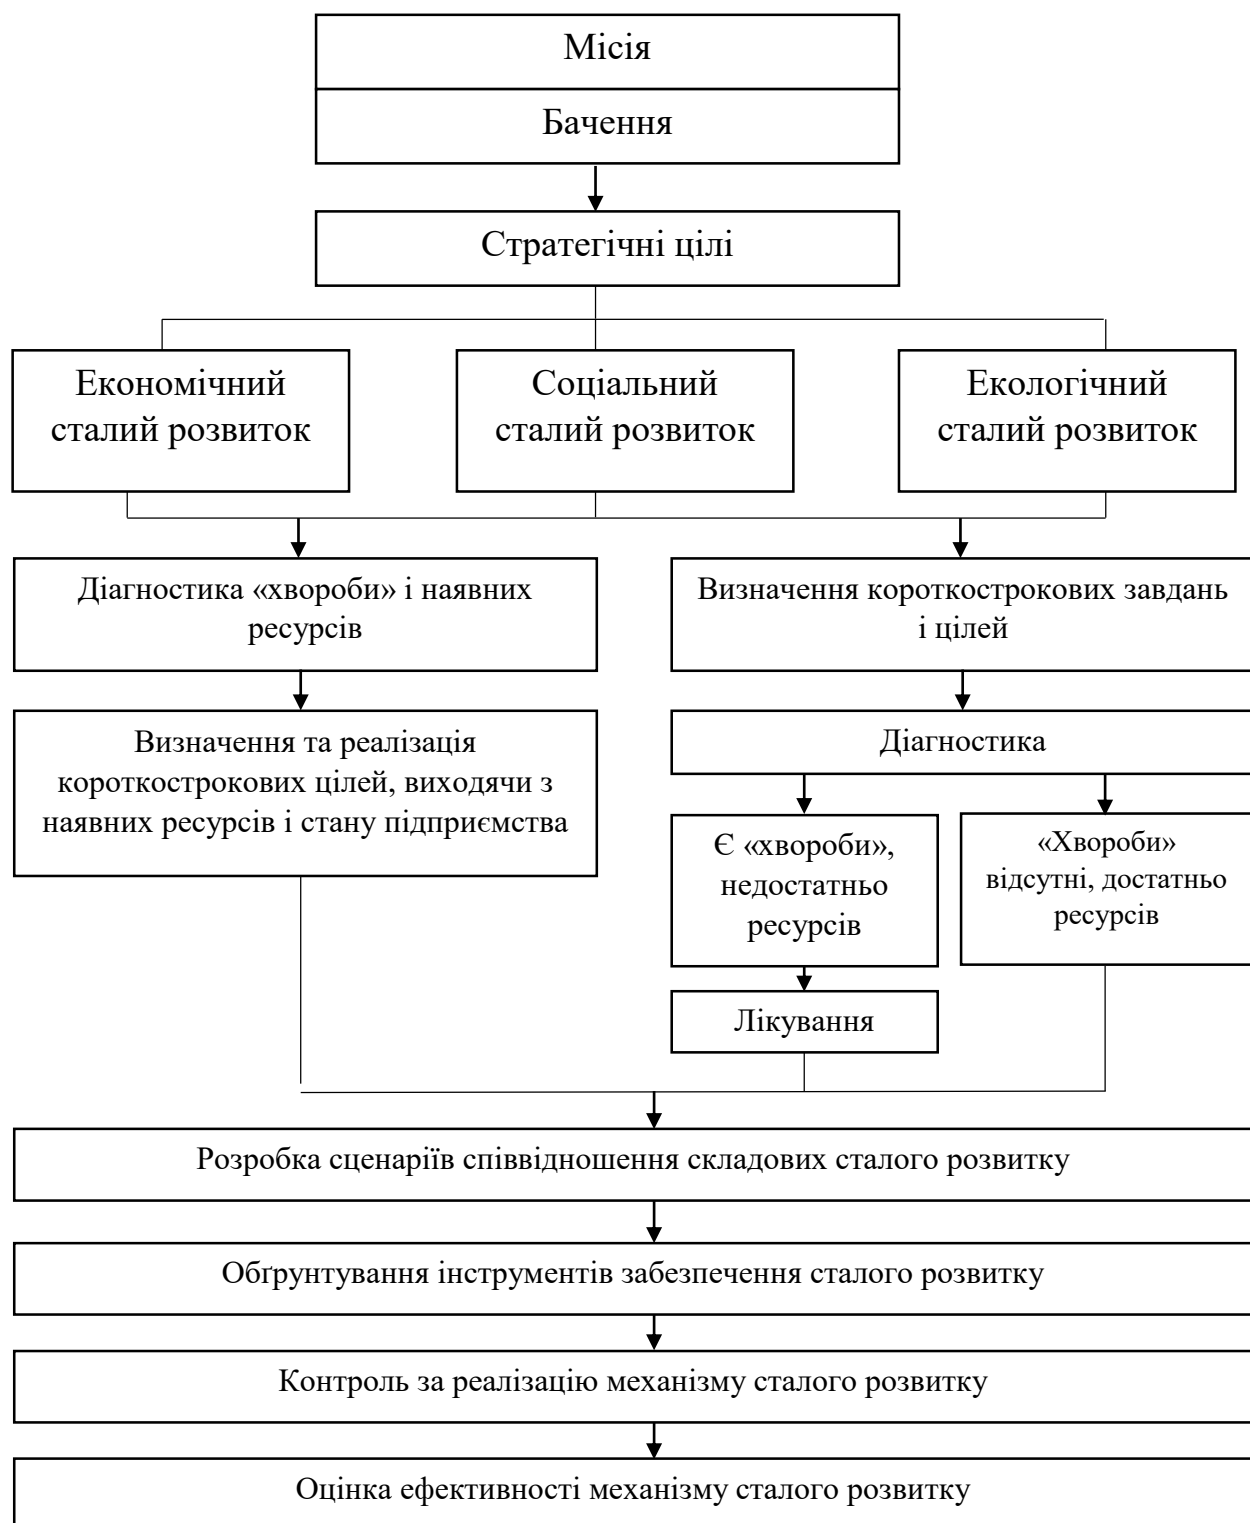 Місія
Бачення
Стратегічні цілі
Економічний
сталий розвиток
Соціальний
сталий розвиток
Екологічний
сталий розвиток
Діагностика «хвороби» і наявних
ресурсів
Визначення короткострокових завдань
і цілей
Визначення та реалізація
короткострокових цілей, виходячи з
наявних ресурсів і стану підприємства
Діагностика
Є «хвороби»,
недостатньо
ресурсів
«Хвороби»
відсутні, достатньо
ресурсів
Лікування
Розробка сценаріїв співвідношення складових сталого розвитку
Обґрунтування інструментів забезпечення сталого розвитку
Контроль за реалізацію механізму сталого розвитку
Оцінка ефективності механізму сталого розвитку